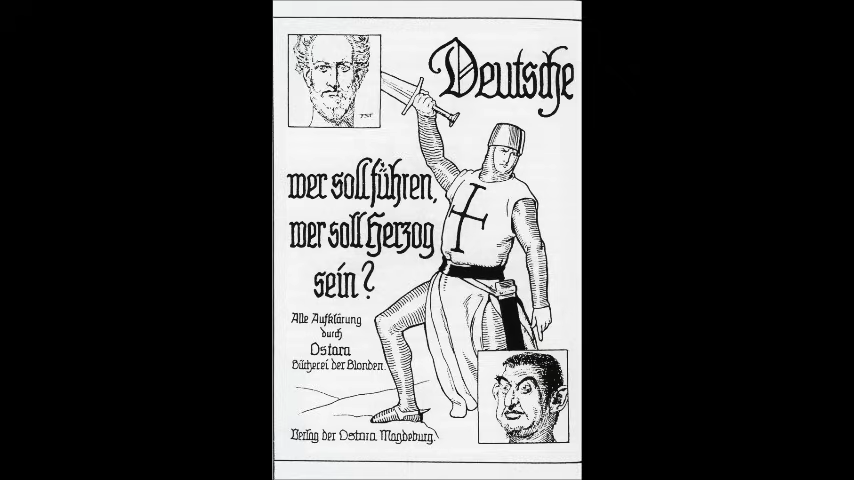 Deutsche
wer soll führen,
wer soll Herzog
sein?
Alle Aufklärung
durch
Ostara
Bücherei der Blonden.
Verlag der Ostara, Magdeburg.